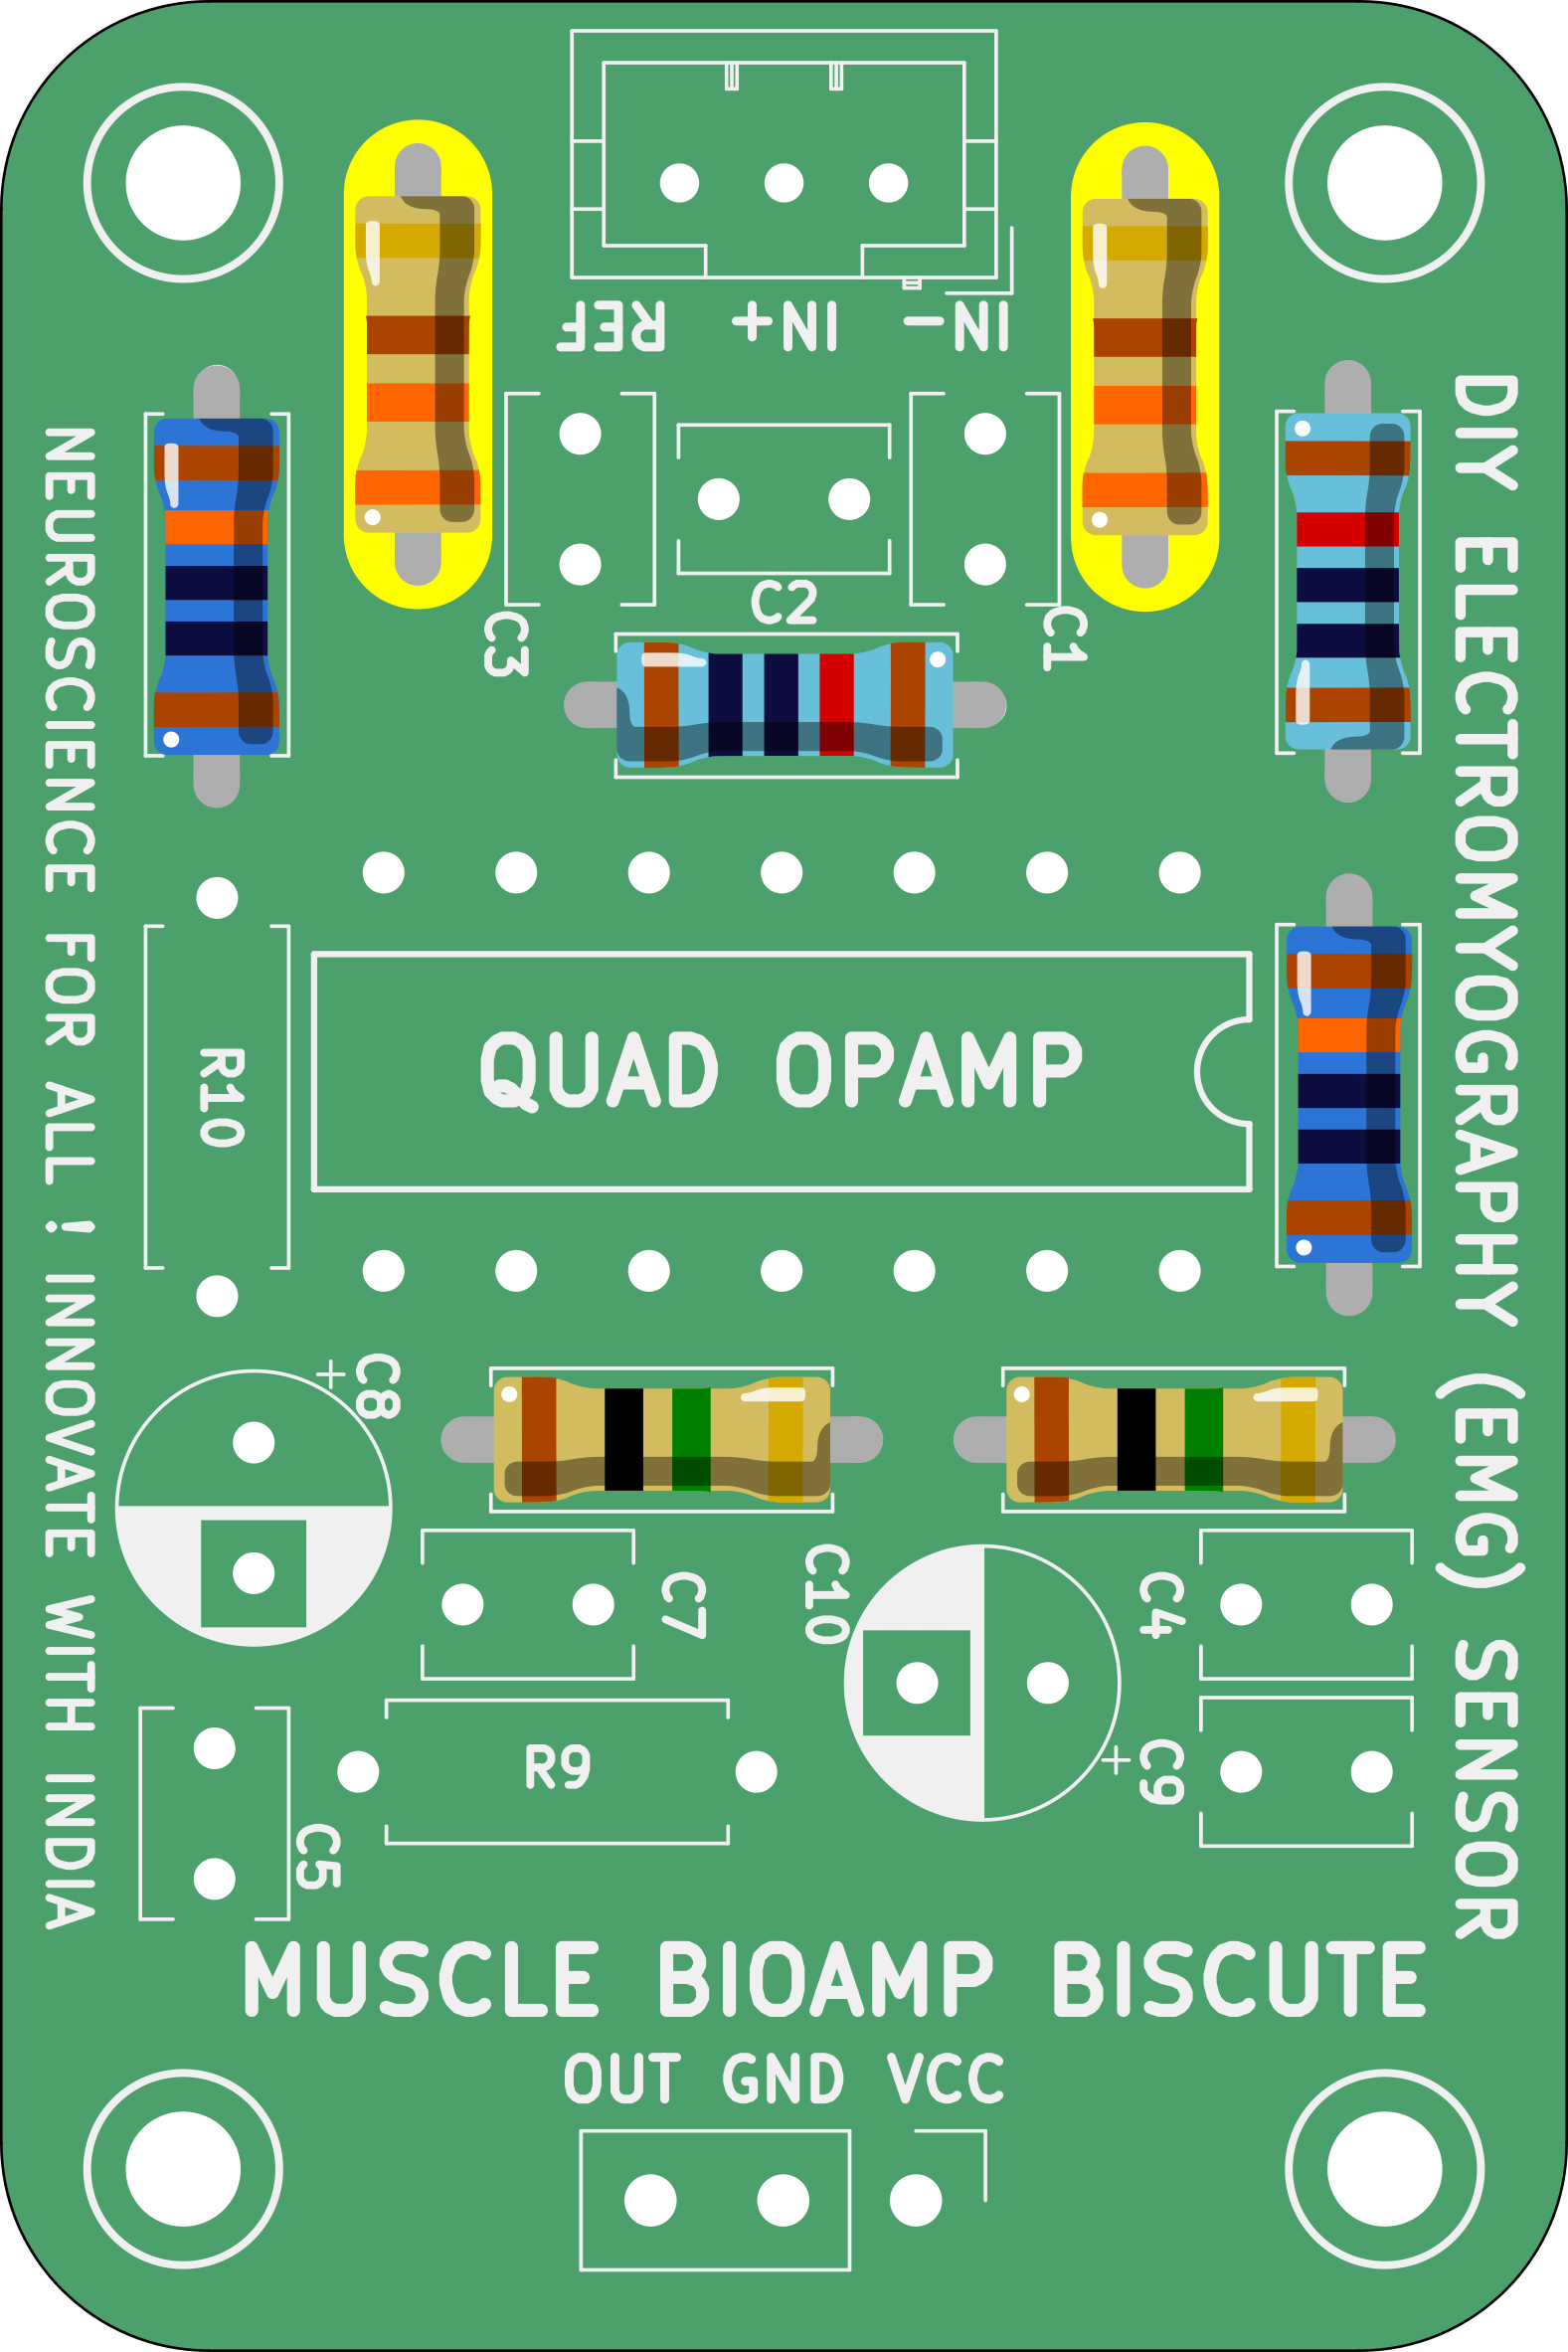 REF IN+ IN-
C3
C2
C1
NEUROSCIENCE FOR ALL ! INNOVATE WITH INDIA
DIY ELECTROMYOGRAPHY (EMG) SENSOR
QUAD OPAMP
R10
C8
C7
C10
C4
R9
C9
C5
MUSCLE BIOAMP BISCUTE
OUT GND VCC